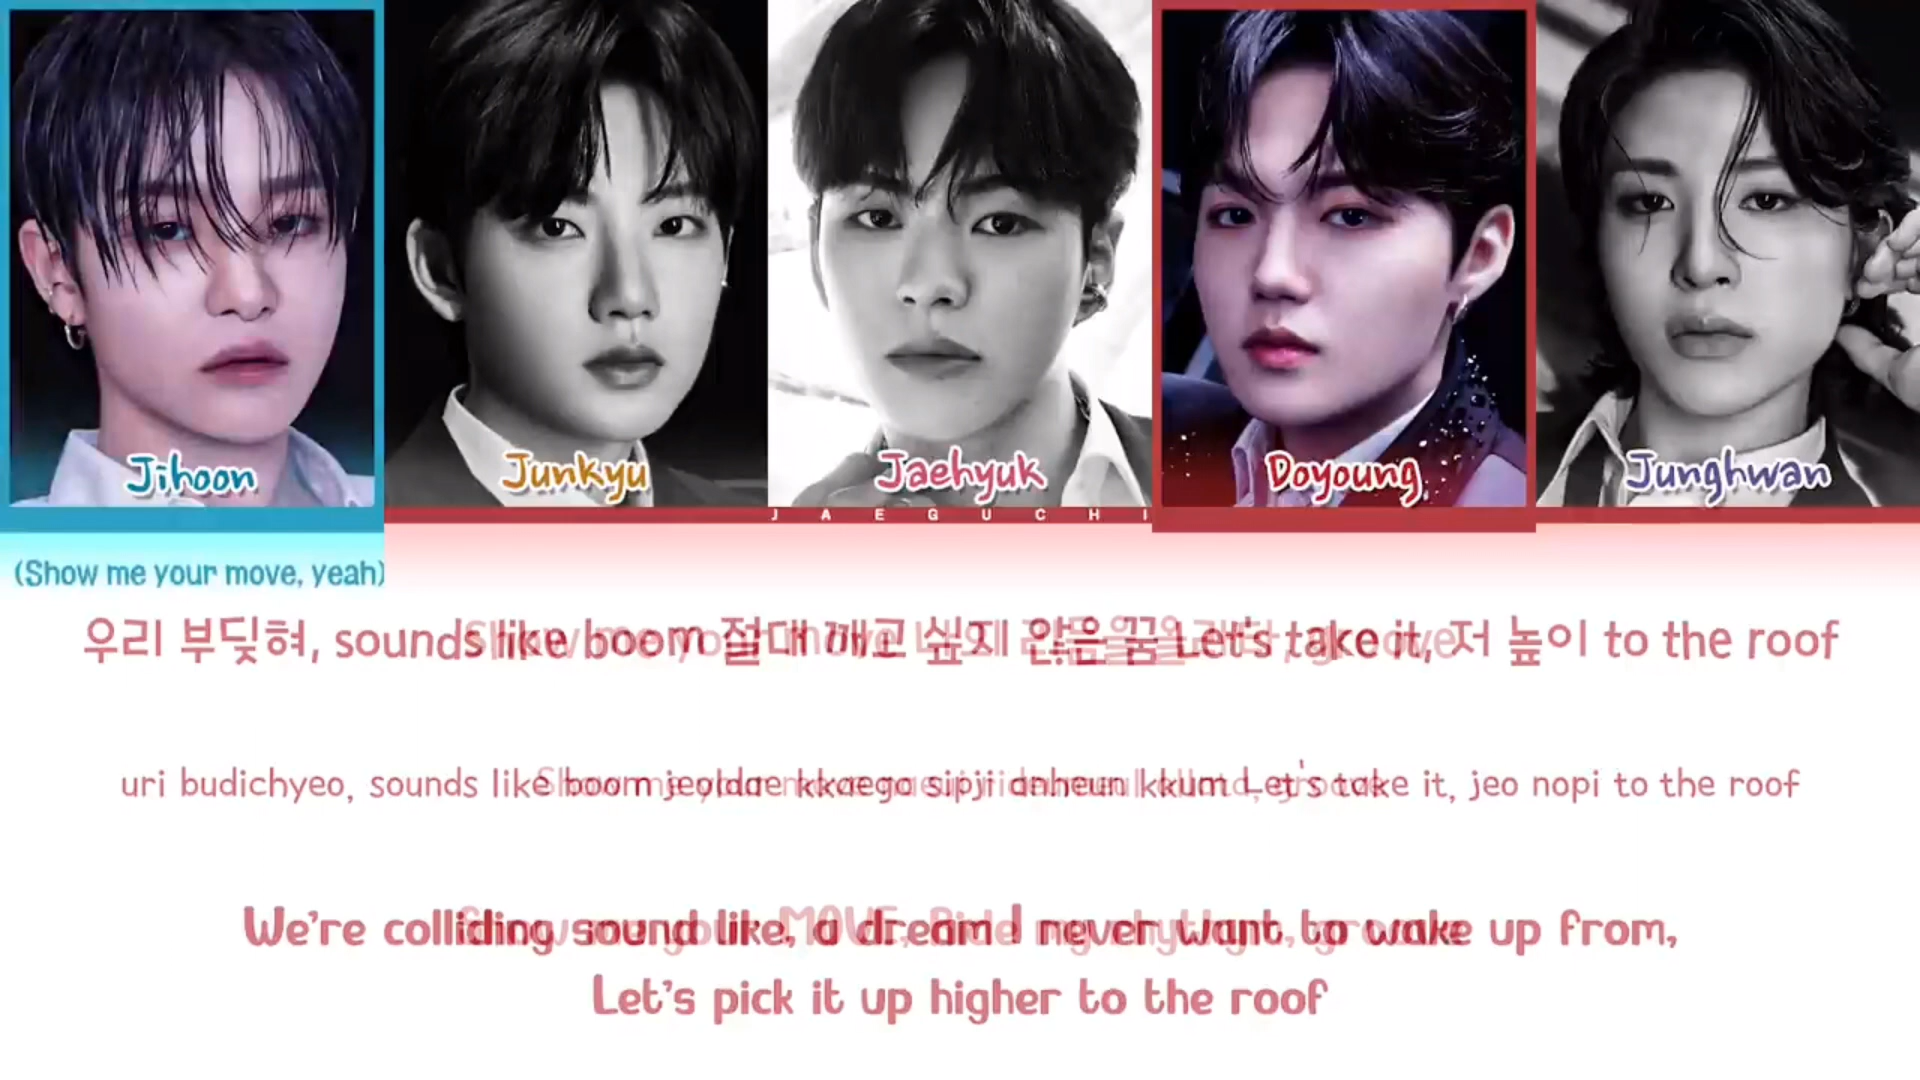 Jihoon Junkyu Jaehyuk Doyoung Junghwan
JAEGUCHI
(Show me your move, yeah)
우리 부딪혀, sounds like boom 절대 깨고 싶지 않은 꿈 Let's take it, 저 높이 to the roof
uri budichyeo, sounds like boom jeoldae kkaego sipji anheun kkum Let's take it, jeo nopi to the roof
We're colliding sound like, a dream I never want to wake up from,
Let's pick it up higher to the roof